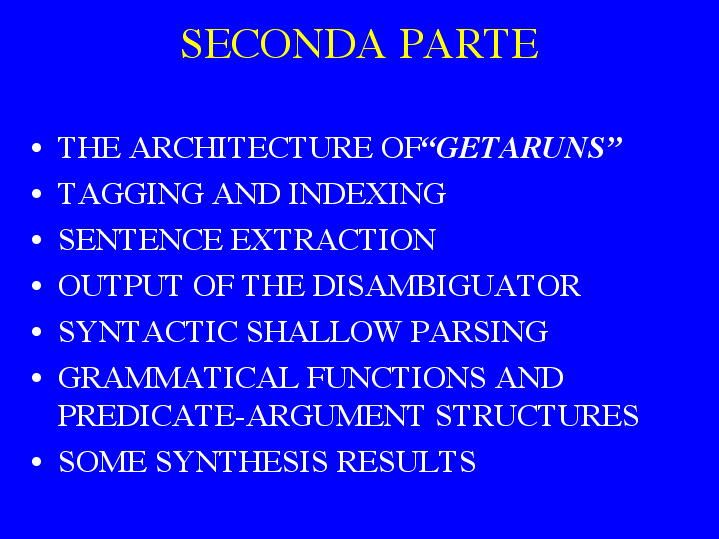 SECONDA PARTE
• THE ARCHITECTURE OF“GETARUNS”
• TAGGING AND INDEXING
• SENTENCE EXTRACTION
• OUTPUT OF THE DISAMBIGUATOR
• SYNTACTIC SHALLOW PARSING
• GRAMMATICAL FUNCTIONS AND
PREDICATE-ARGUMENT STRUCTURES
• SOME SYNTHESIS RESULTS